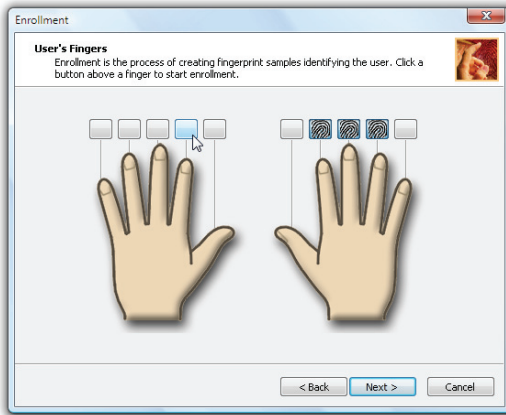 Enrollment
User's Fingers
Enrollment is the process of creating fingerprint samples identifying the user. Click a
button above a finger to start enrollment.
< Back
Next >
Cancel